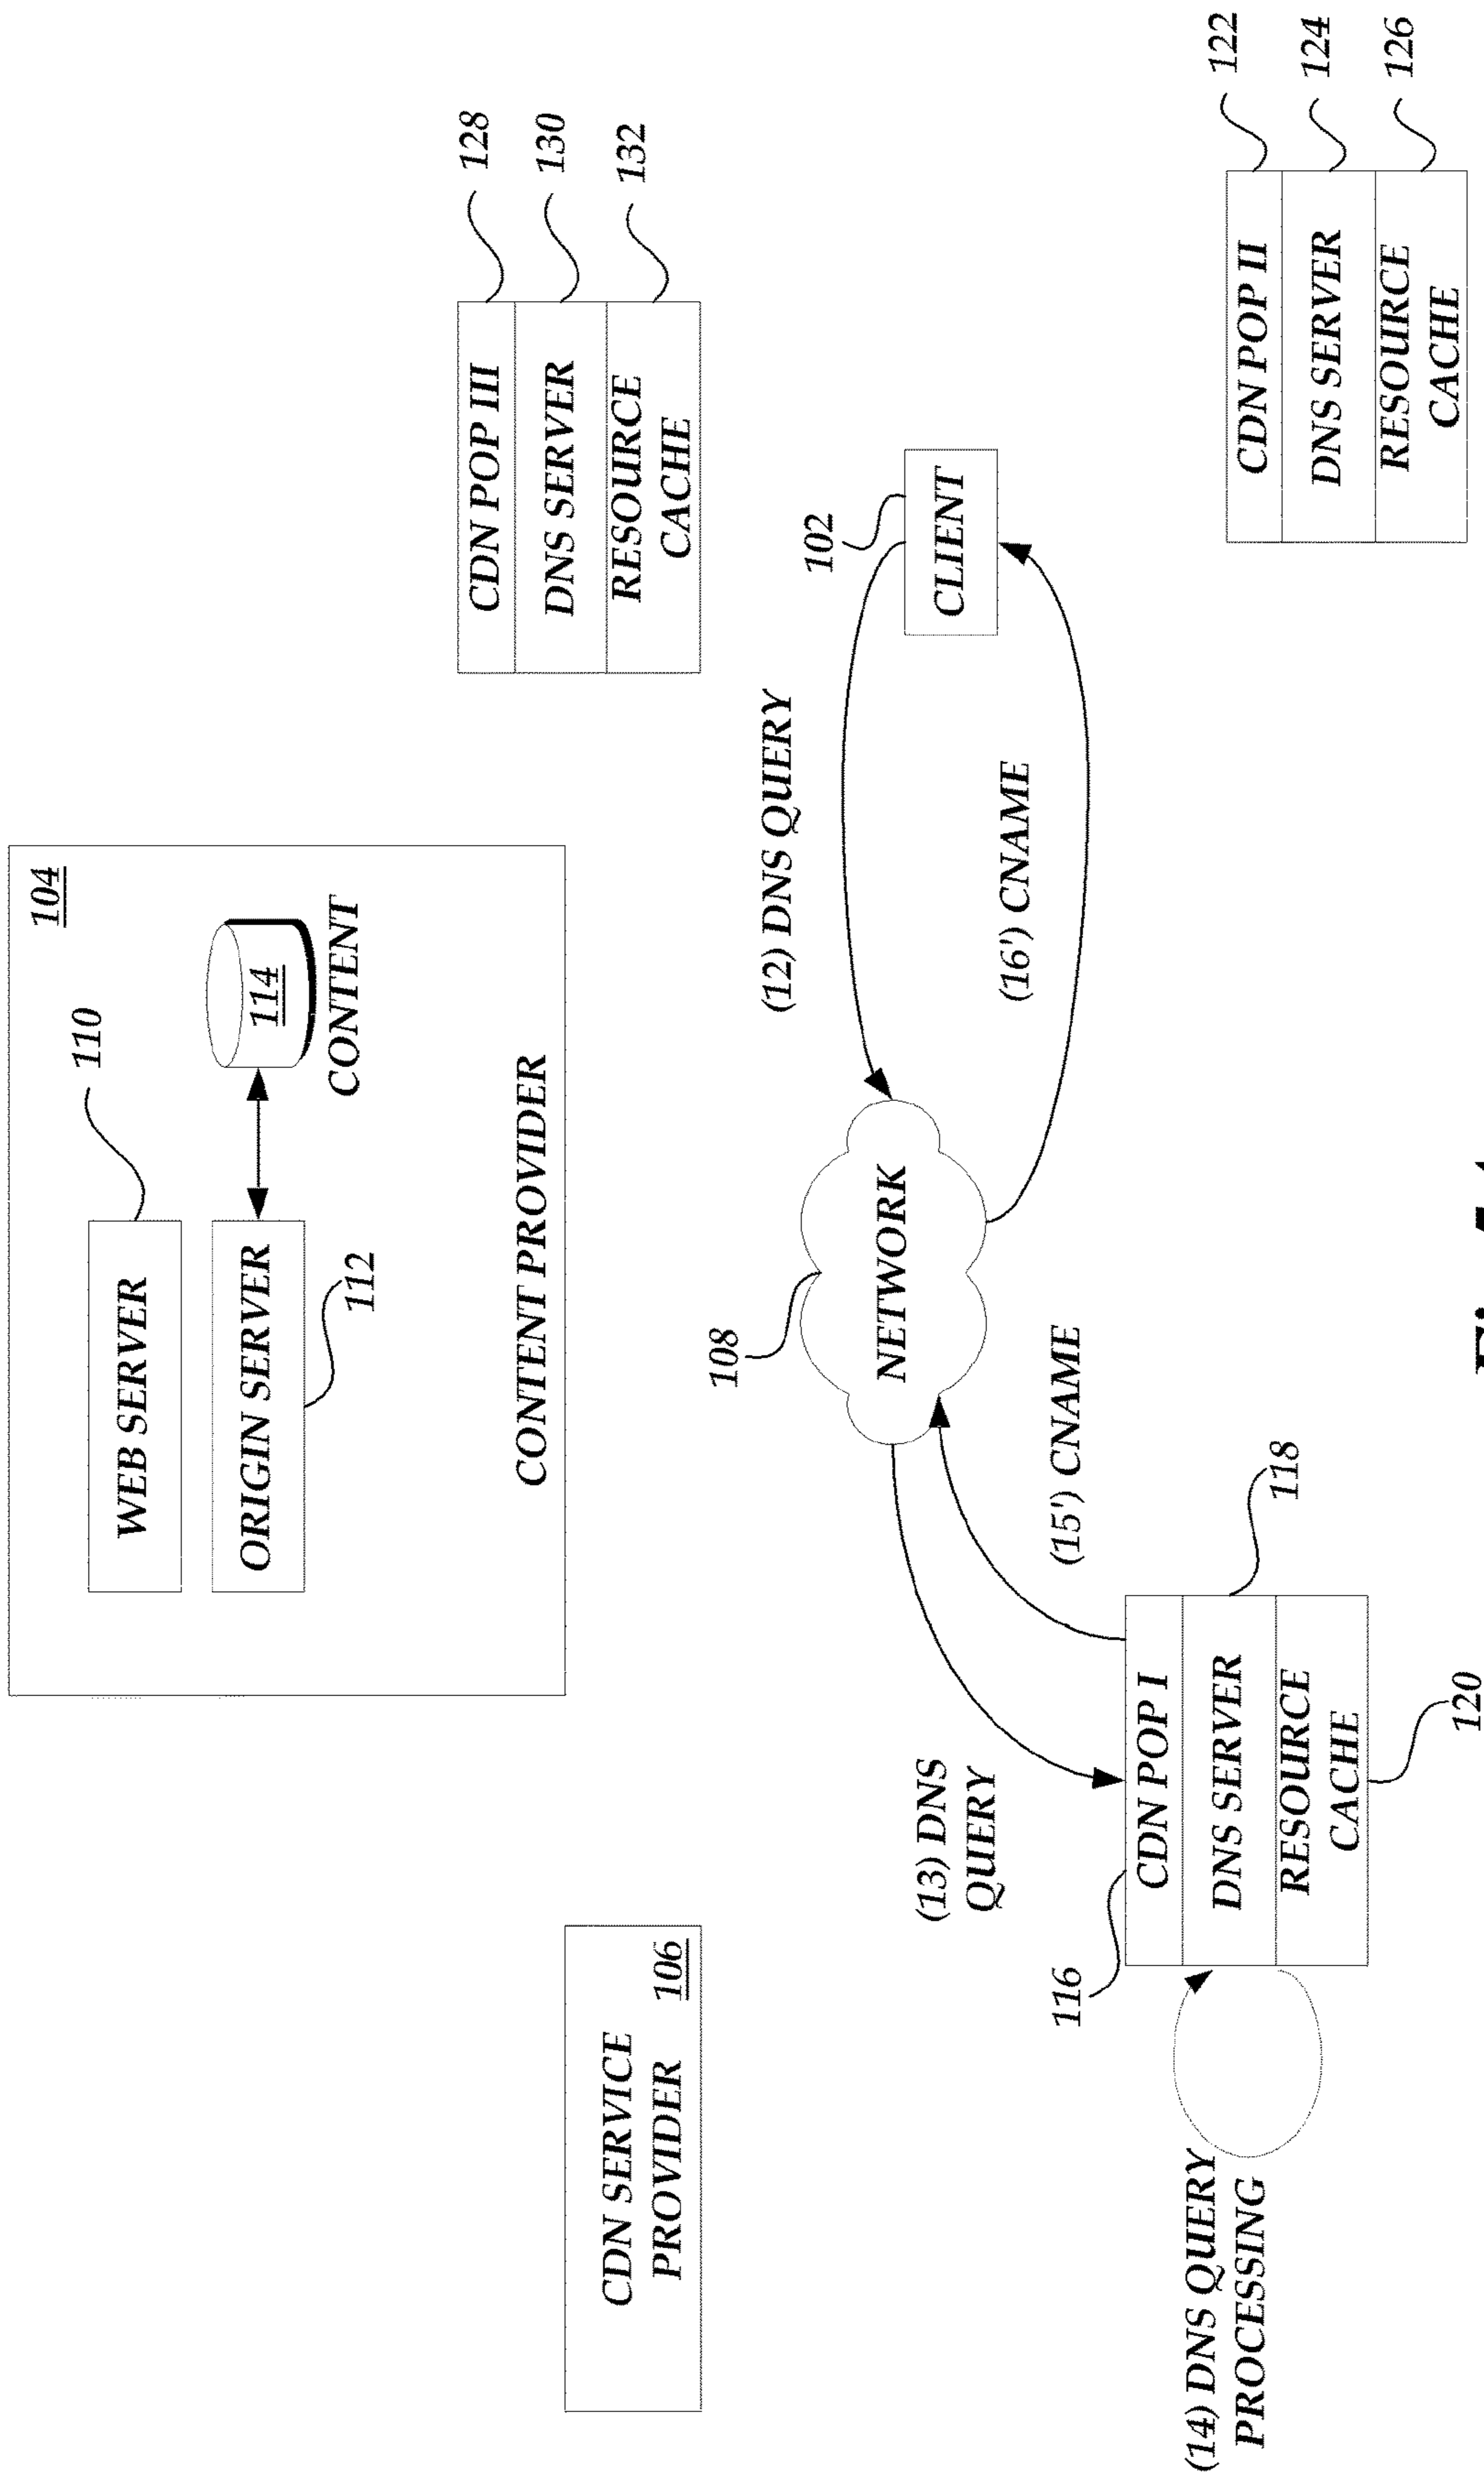 104
WEB SERVER
110
ORIGIN SERVER
112
114
CONTENT
CONTENT PROVIDER
CDN SERVICE
PROVIDER
106
CDN POP III
DNS SERVER
RESOURCE
CACHE
128
130
132
108
NETWORK
(12) DNS QUERY
102
CLIENT
(13) DNS
QUERY
(15') CNAME
(16') CNAME
116
CDN POP I
DNS SERVER
RESOURCE
CACHE
118
120
(14) DNS QUERY
PROCESSING
CDN POP II
DNS SERVER
RESOURCE
CACHE
122
124
126